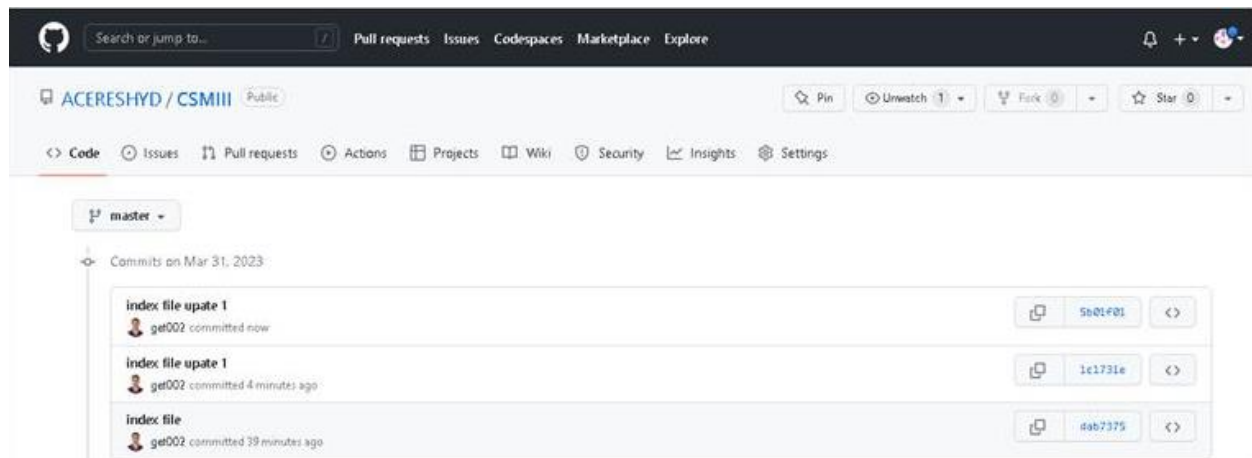 Search or jump to... / Pull requests Issues Codespaces Marketplace Explore
ACERESHYD / CSMIII Public Pin Unwatch 1 Fork 0 Star 0
<> Code Issues Pull requests Actions Projects Wiki Security Insights Settings
master
Commits on Mar 31, 2023
index file upate 1
get002 committed now
5b01f01
index file upate 1
get002 committed 4 minutes ago
1c1731e
index file
get002 committed 39 minutes ago
dab7375